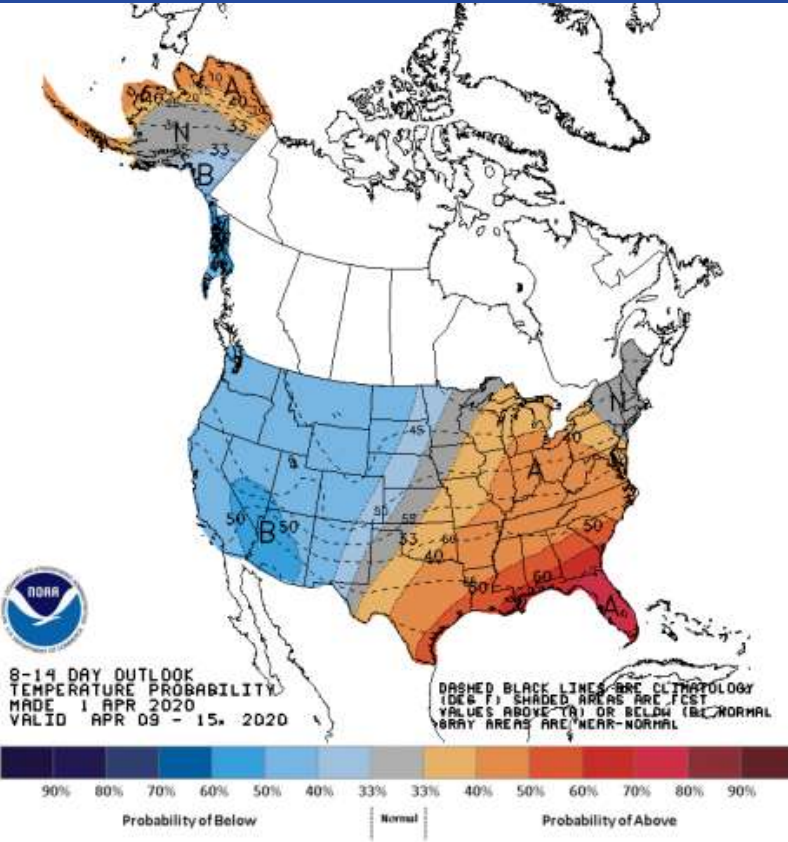 A
N
33
33
B
N
45
40
A
50
55
50
B
50
33
60
40
50
60
50
A
NOAA
8-14 DAY OUTLOOK
TEMPERATURE PROBABILITY
MADE 1 APR 2020
VALID APR 09 - 15, 2020
DASHED BLACK LINES ARE CLIMATOLOGY
(DEG F) SHADED AREAS ARE FCST
VALUES ABOVE (A) OR BELOW (B) NORMAL
GRAY AREAS ARE NEAR-NORMAL
90% 80% 70% 60% 50% 40% 33% 33% 40% 50% 60% 70% 80% 90%
Probability of Below Normal Probability of Above